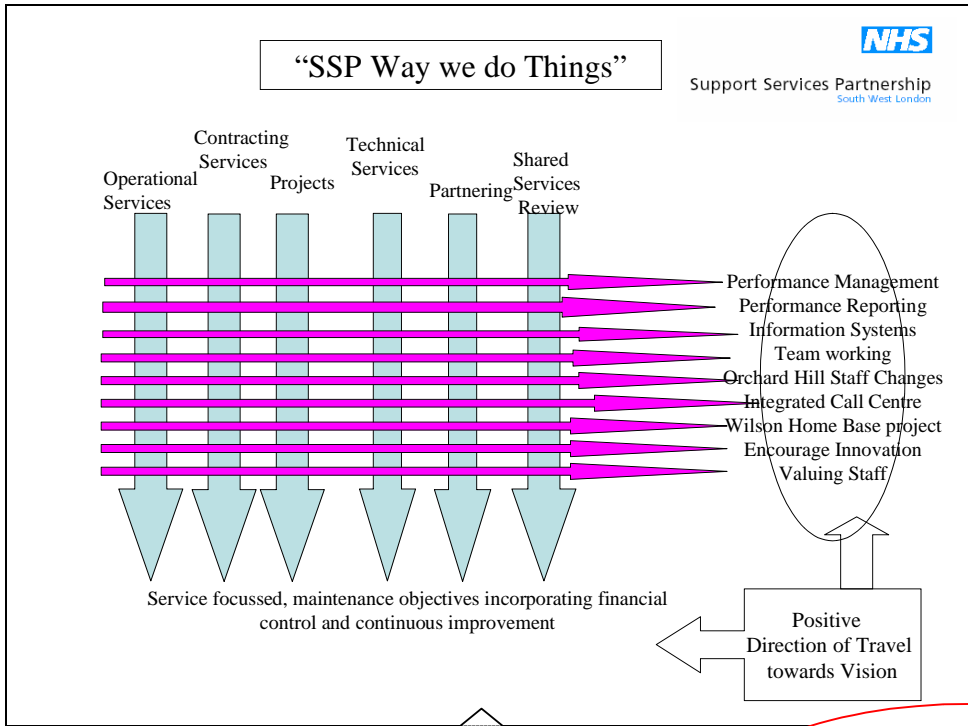 “SSP Way we do Things”
NHS
Support Services Partnership
South West London
Operational
Services
Contracting
Services
Projects
Technical
Services
Partnering
Shared
Services
Review
Performance Management
Performance Reporting
Information Systems
Team working
Orchard Hill Staff Changes
Integrated Call Centre
Wilson Home Base project
Encourage Innovation
Valuing Staff
Service focussed, maintenance objectives incorporating financial
control and continuous improvement
Positive
Direction of Travel
towards Vision